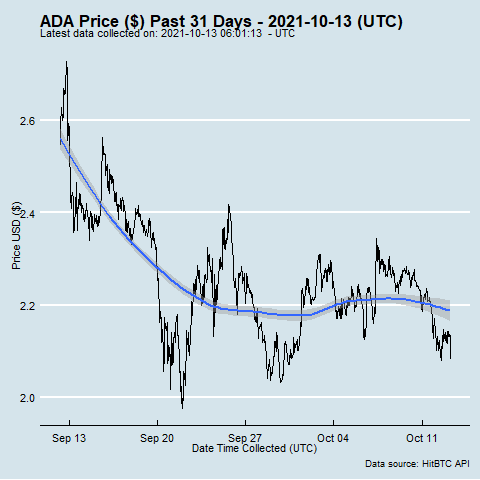 ADA Price ($) Past 31 Days - 2021-10-13 (UTC)
Latest data collected on: 2021-10-13 06:01:13 - UTC
Price USD ($)
2.6
2.4
2.2
2.0
Sep 13 Sep 20 Sep 27 Oct 04 Oct 11
Date Time Collected (UTC)
Data source: HitBTC API